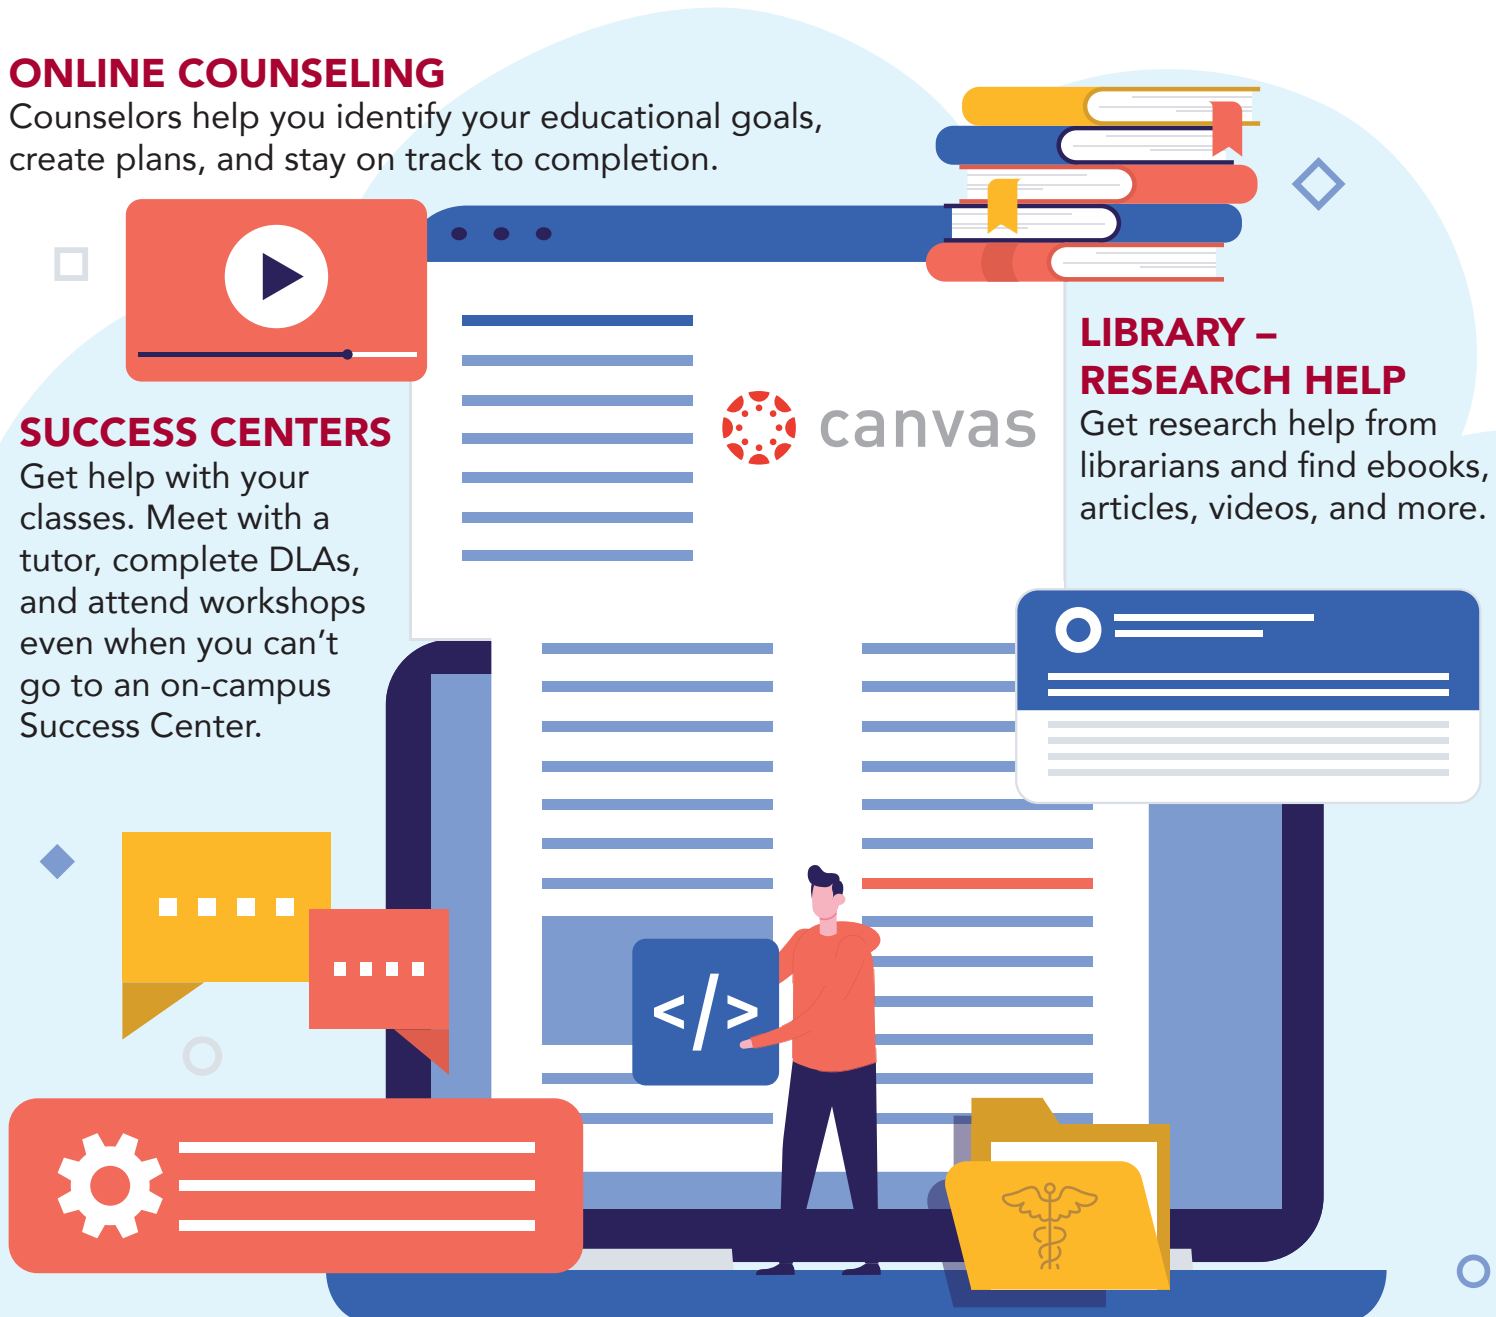 ONLINE COUNSELING
Counselors help you identify your educational goals,
create plans, and stay on track to completion.
SUCCESS CENTERS
Get help with your
classes. Meet with a
tutor, complete DLAs,
and attend workshops
even when you can’t
go to an on-campus
Success Center.
canvas
LIBRARY –
RESEARCH HELP
Get research help from
librarians and find ebooks,
articles, videos, and more.
</>